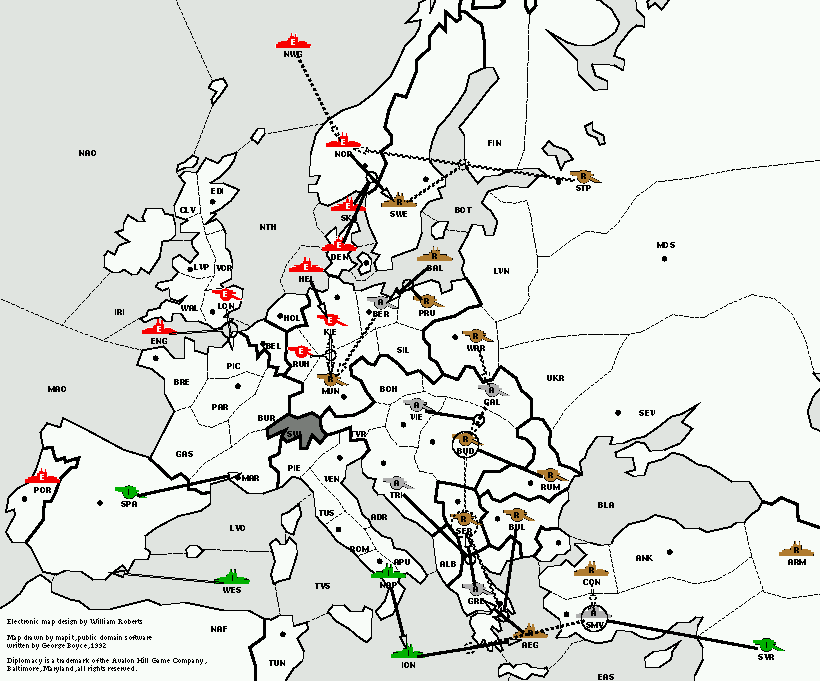 E
NWG
NAO
FIN
E
NOR
R
STP
EDI
CLV
R
SWE
E
SKA
BOT
NTH
E
DEN
MOS
R
BAL
LVN
LVP
YOR
E
HEL
WAL
E
LON
HOL
A
BER
R
PRU
IRI
E
ENG
E
KIE
BEL
SIL
R
WAR
E
RUH
PIC
UKR
R
MUN
BRE
PAR
BOH
A
GAL
MAO
A
VIE
SEV
BUR
SWI
TYR
R
BUD
GAS
PIE
VEN
E
POR
I
SPA
MAR
A
TRI
R
RUM
TUS
ADR
R
SER
R
BUL
BLA
LYO
ROM
APU
ALB
R
CON
ANK
R
ARM
I
WES
I
NAP
TVS
A
GRE
A
SMY
NAF
R
AEG
I
ION
I
SYR
TUN
EAS
Electronic map design by William Roberts
Map drawn by mapit, public domain software
written by George Boyce, 1992
Diplomacy is a trademark of the Avalon Hill Game Company,
Baltimore, Maryland, all rights reserved.